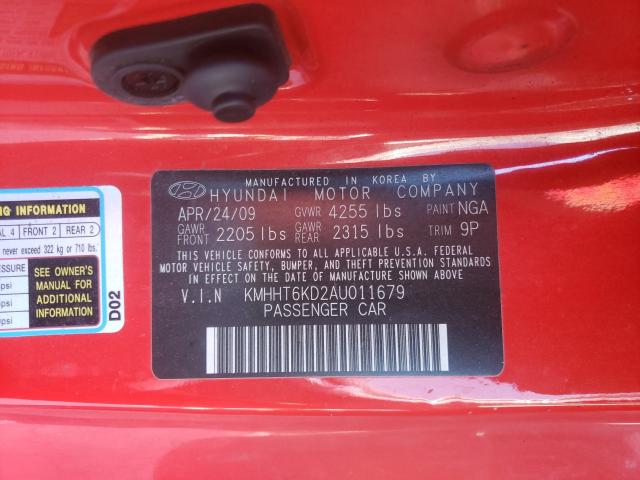 NG INFORMATION
AL 4 FRONT 2 REAR 2
never exceed 322 kg or 710 lbs.
SEE OWNER'S
MANUAL FOR
ADDITIONAL
INFORMATION
D02
MANUFACTURED IN KOREA BY
HYUNDAI MOTOR COMPANY
APR/24/09 GVWR 4255 lbs PAINT NGA
GAWR FRONT 2205 lbs GAWR REAR 2315 lbs TRIM 9P
THIS VEHICLE CONFORMS TO ALL APPLICABLE U.S.A. FEDERAL
MOTOR VEHICLE SAFETY, BUMPER, AND THEFT PREVENTION STANDARDS
IN EFFECT ON THE DATE OF MANUFACTURE SHOWN ABOVE.
V.I.N KMHHT6KD2AU011679
PASSENGER CAR